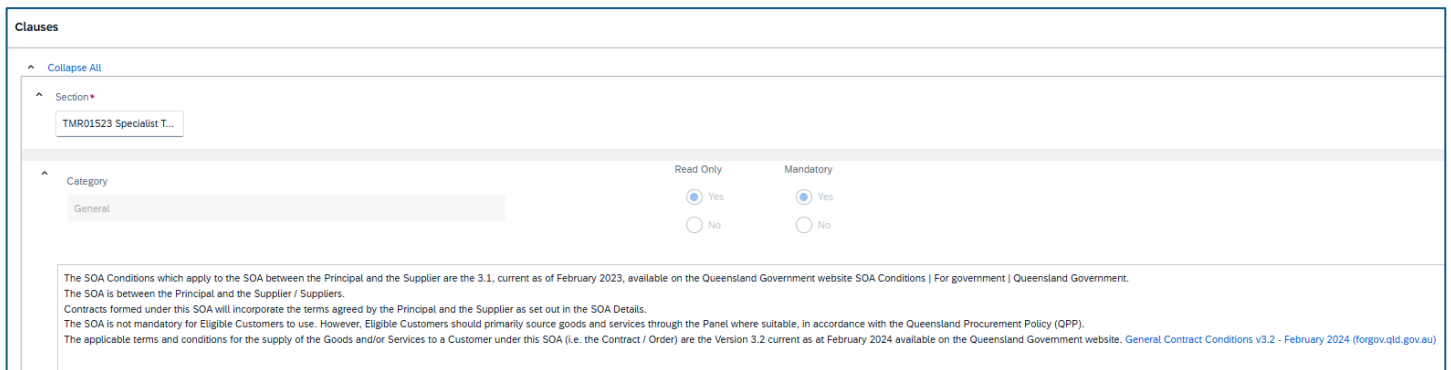 Clauses
Collapse All
Section*
TMR01523 Specialist T...
Category
General
Read Only
Yes
No
Mandatory
Yes
No
The SOA Conditions which apply to the SOA between the Principal and the Supplier are the 3.1, current as of February 2023, available on the Queensland Government website SOA Conditions | For government | Queensland Government.
The SOA is between the Principal and the Supplier / Suppliers.
Contracts formed under this SOA will incorporate the terms agreed by the Principal and the Supplier as set out in the SOA Details.
The SOA is not mandatory for Eligible Customers to use. However, Eligible Customers should primarily source goods and services through the Panel where suitable, in accordance with the Queensland Procurement Policy (QPP).
The applicable terms and conditions for the supply of the Goods and/or Services to a Customer under this SOA (i.e. the Contract / Order) are the Version 3.2 current as at February 2024 available on the Queensland Government website. General Contract Conditions v3.2 - February 2024 (forgov.qld.gov.au)